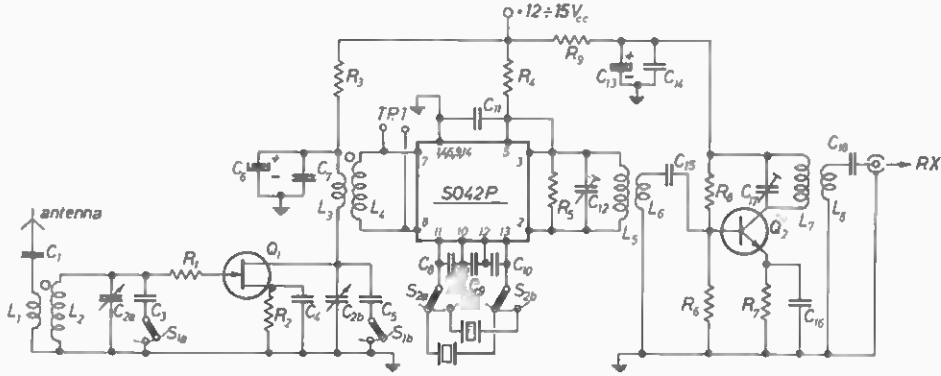 +12÷15Vcc
R9
R3
R4
C13
+
-
C14
C11
TP1
1,4,6,9,14
5
C18
RX
7
3
C15
C6
+
-
C7
L3
L4
SO42P
R5
C12
L5
L6
R8
C17
L7
L8
Q2
8
2
antenna
11
10
12
13
C1
Q1
C8
C9
C10
R1
S2a
S2b
L1
L2
C2a
C3
R2
C4
C2b
C5
R6
R7
C16
S1a
S1b